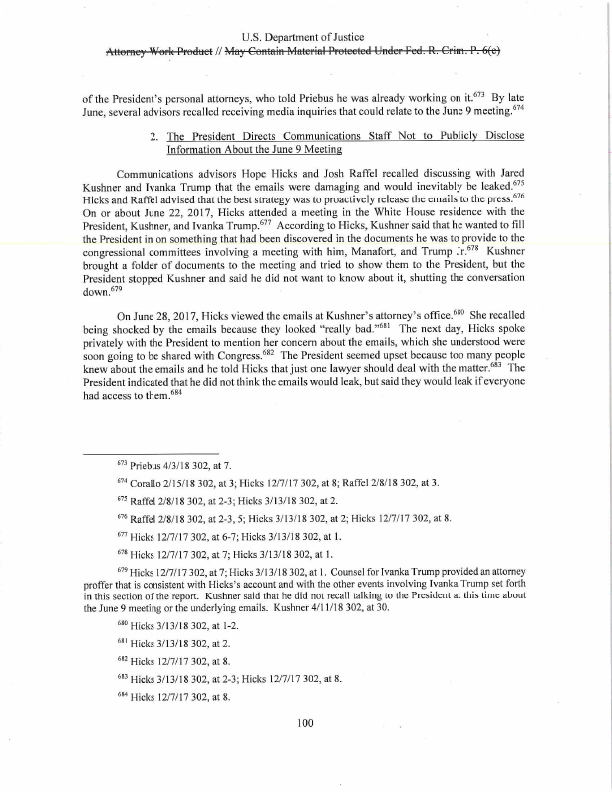 U.S. Department of Justice
Attorney Work Product // May Contain Material Protected Under Fed. R. Crim. P. 6(e)
of the President's personal attorneys, who told Priebus he was already working on it.673 By late
June, several advisors recalled receiving media inquiries that could relate to the June 9 meeting.674
2. The President Directs Communications Staff Not to Publicly Disclose
Information About the June 9 Meeting
Communications advisors Hope Hicks and Josh Raffel recalled discussing with Jared
Kushner and Ivanka Trump that the emails were damaging and would inevitably be leaked.675
Hicks and Raffel advised that the best strategy was to proactively release the emails to the press.676
On or about June 22, 2017, Hicks attended a meeting in the White House residence with the
President, Kushner, and Ivanka Trump.677 According to Hicks, Kushner said that he wanted to fill
the President in on something that had been discovered in the documents he was to provide to the
congressional committees involving a meeting with him, Manafort, and Trump Jr.678 Kushner
brought a folder of documents to the meeting and tried to show them to the President, but the
President stopped Kushner and said he did not want to know about it, shutting the conversation
down.679
On June 28, 2017, Hicks viewed the emails at Kushner's attorney's office.680 She recalled
being shocked by the emails because they looked "really bad."681 The next day, Hicks spoke
privately with the President to mention her concern about the emails, which she understood were
soon going to be shared with Congress.682 The President seemed upset because too many people
knew about the emails and he told Hicks that just one lawyer should deal with the matter.683 The
President indicated that he did not think the emails would leak, but said they would leak if everyone
had access to them.684
673 Priebus 4/3/18 302, at 7.
674 Corallo 2/15/18 302, at 3; Hicks 12/7/17 302, at 8; Raffel 2/8/18 302, at 3.
675 Raffel 2/8/18 302, at 2-3; Hicks 3/13/18 302, at 2.
676 Raffel 2/8/18 302, at 2-3, 5; Hicks 3/13/18 302, at 2; Hicks 12/7/17 302, at 8.
677 Hicks 12/7/17 302, at 6-7; Hicks 3/13/18 302, at 1.
678 Hicks 12/7/17 302, at 7; Hicks 3/13/18 302, at 1.
679 Hicks 12/7/17 302, at 7; Hicks 3/13/18 302, at 1. Counsel for Ivanka Trump provided an attorney
proffer that is consistent with Hicks's account and with the other events involving Ivanka Trump set forth
in this section of the report. Kushner said that he did not recall talking to the President at this time about
the June 9 meeting or the underlying emails. Kushner 4/11/18 302, at 30.
680 Hicks 3/13/18 302, at 1-2.
681 Hicks 3/13/18 302, at 2.
682 Hicks 12/7/17 302, at 8.
683 Hicks 3/13/18 302, at 2-3; Hicks 12/7/17 302, at 8.
684 Hicks 12/7/17 302, at 8.
100